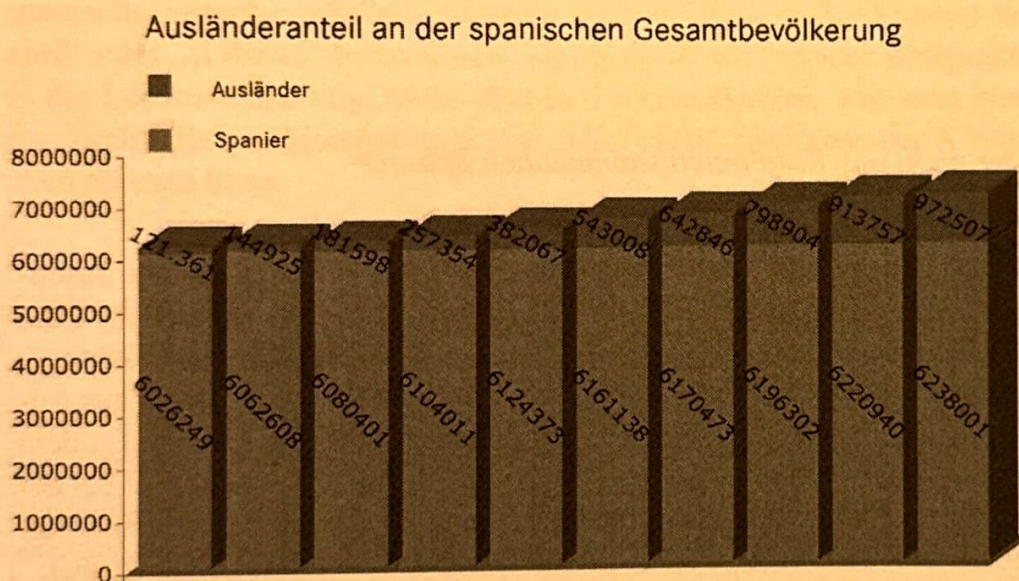 Ausländeranteil an der spanischen Gesamtbevölkerung
Ausländer
Spanier
8000000
7000000
6000000
5000000
4000000
3000000
2000000
1000000
0
121.361 144925 181598 257354 382067 543008 642846 798904 913757 972507
6026249 6062608 6080401 6104011 6124373 6161138 6170473 6196302 6220940 6238001